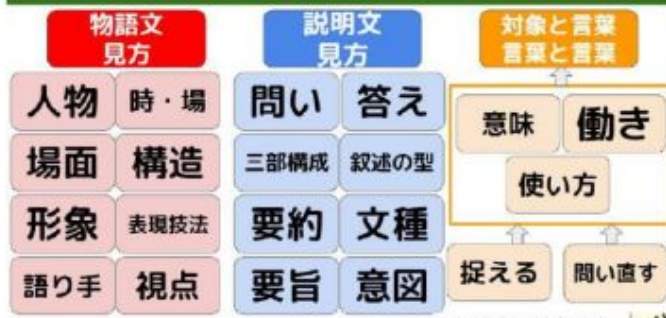 物語文
見方
人物 時・場
場面 構造
形象 表現技法
語り手 視点
説明文
見方
問い 答え
三部構成 叙述の型
要約 文種
要旨 意図
対象と言葉
言葉と言葉
意味 働き
使い方
捉える 問い直す